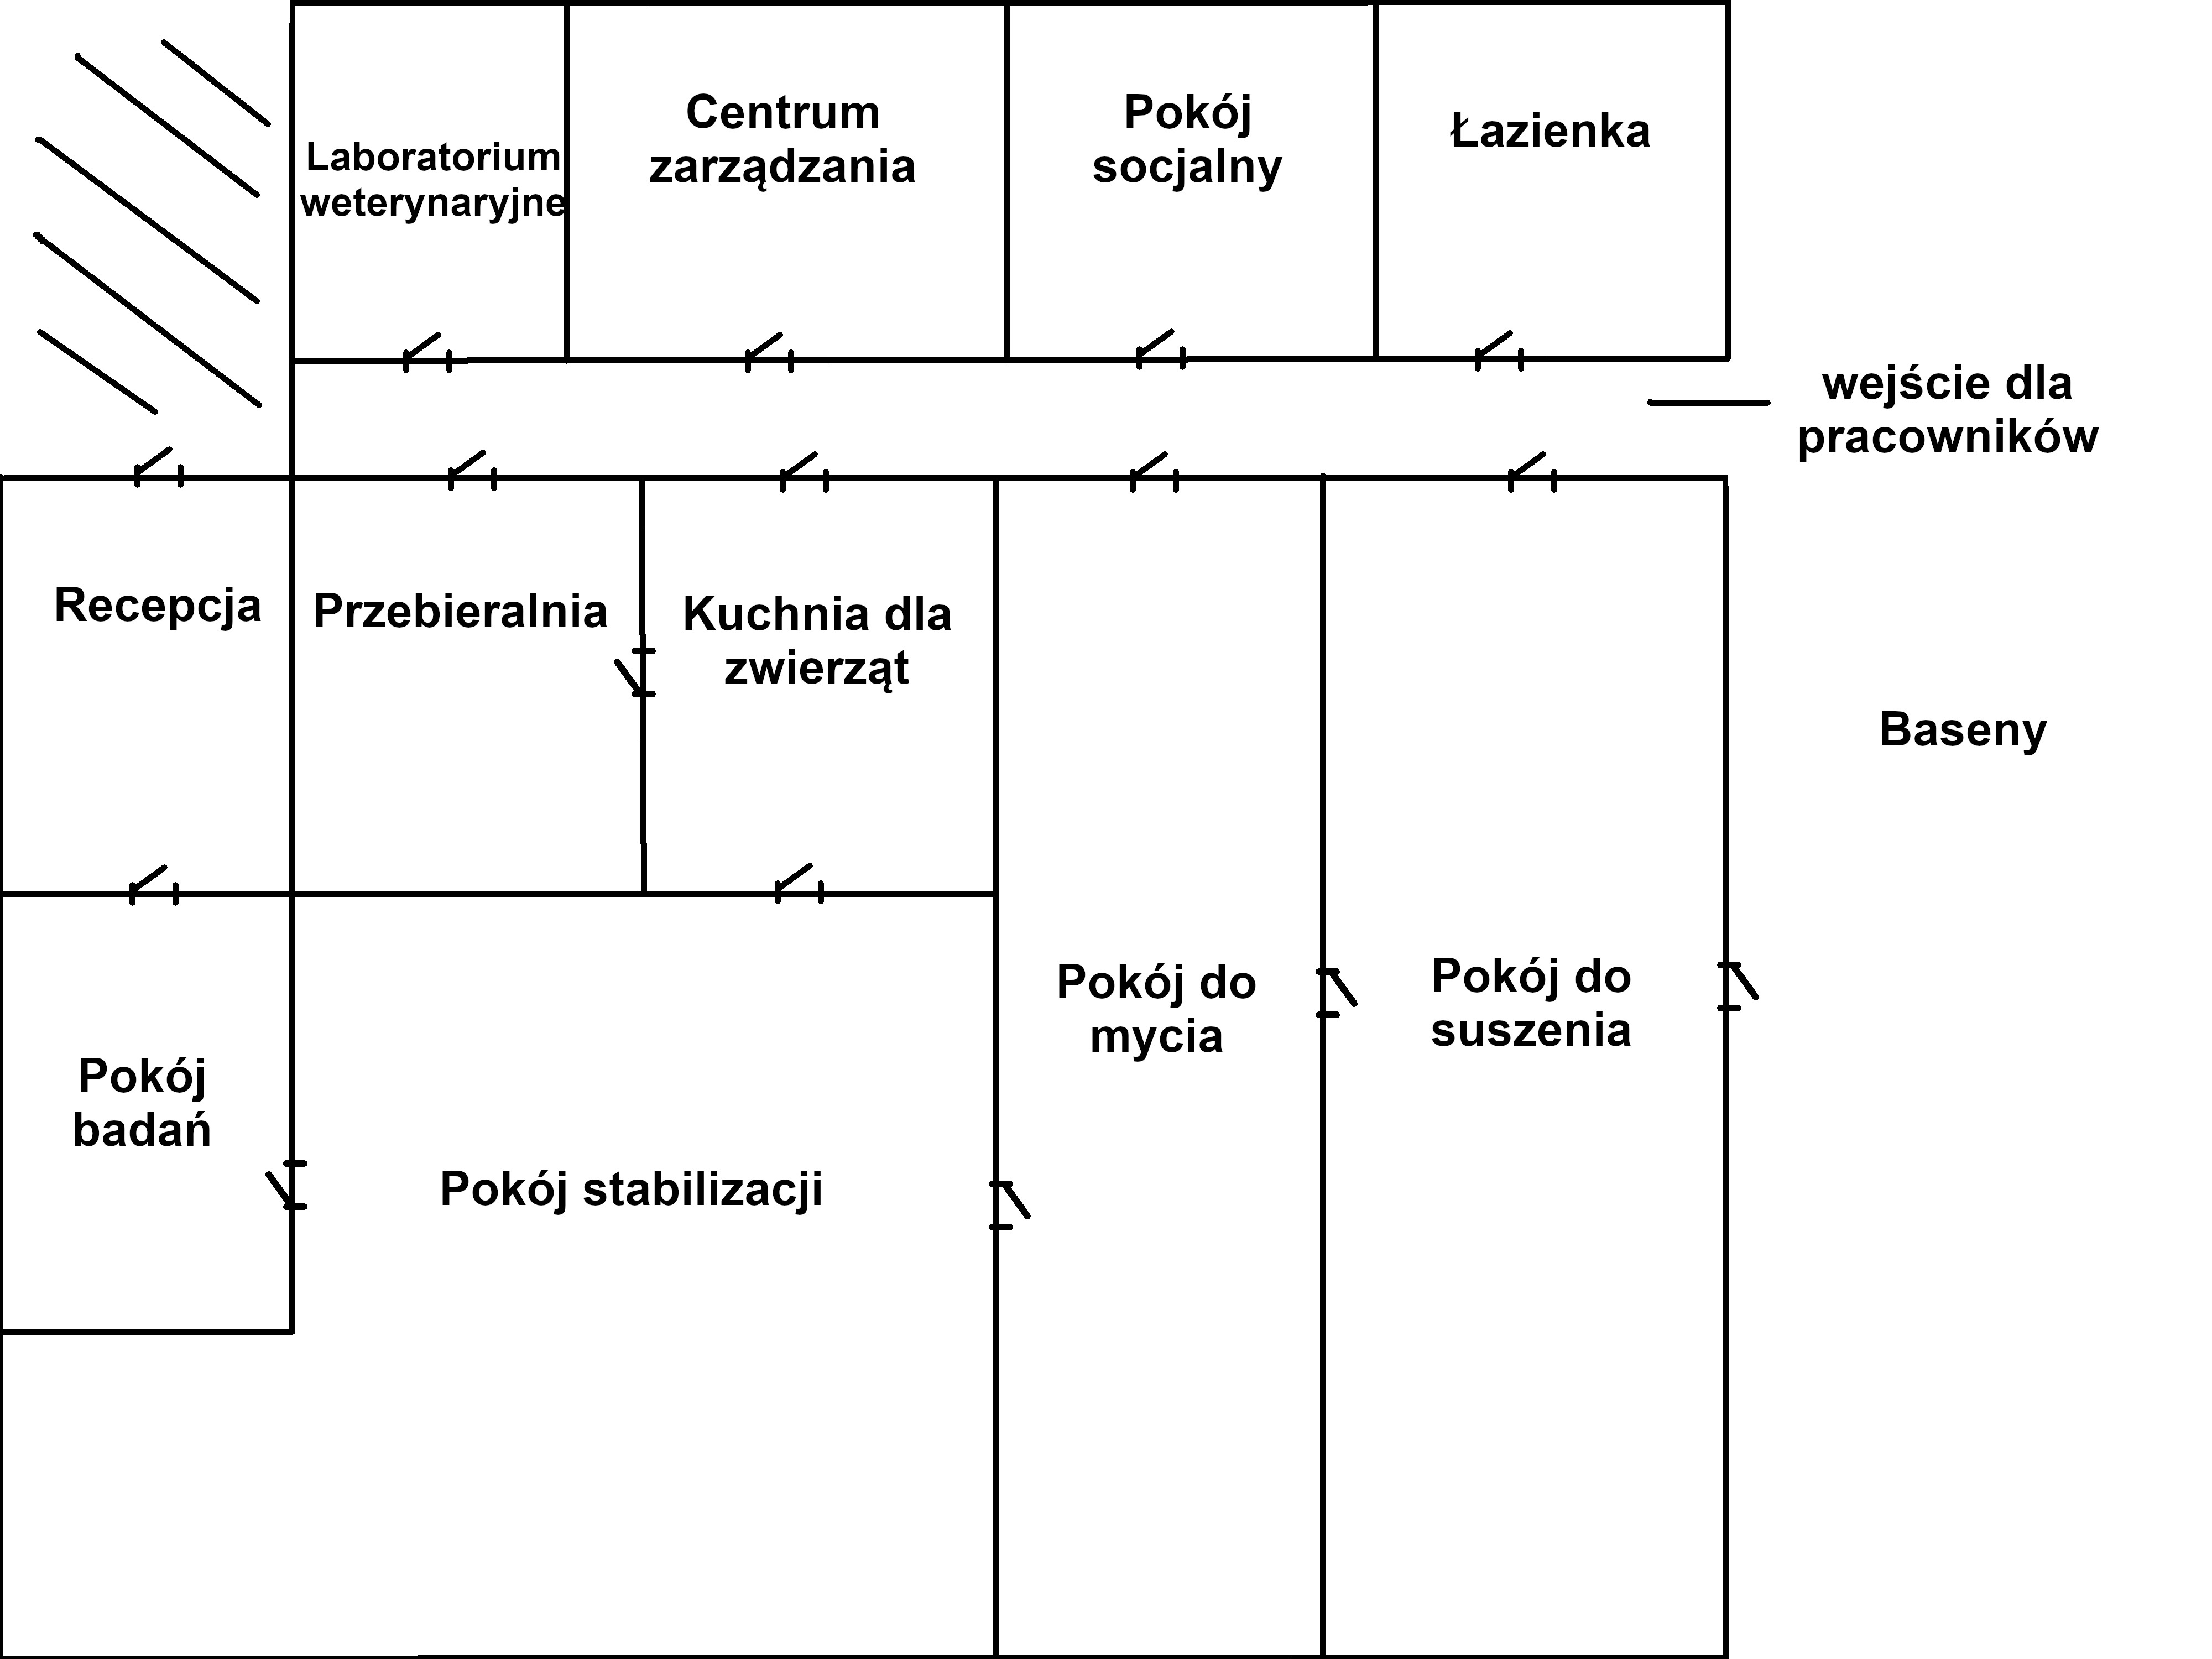 Laboratorium
weterynaryjne
Centrum
zarządzania
Pokój
socjalny
Łazienka
wejście dla
pracowników
Recepcja
Przebieralnia
Kuchnia dla
zwierząt
Baseny
Pokój
badań
Pokój stabilizacji
Pokój do
mycia
Pokój do
suszenia